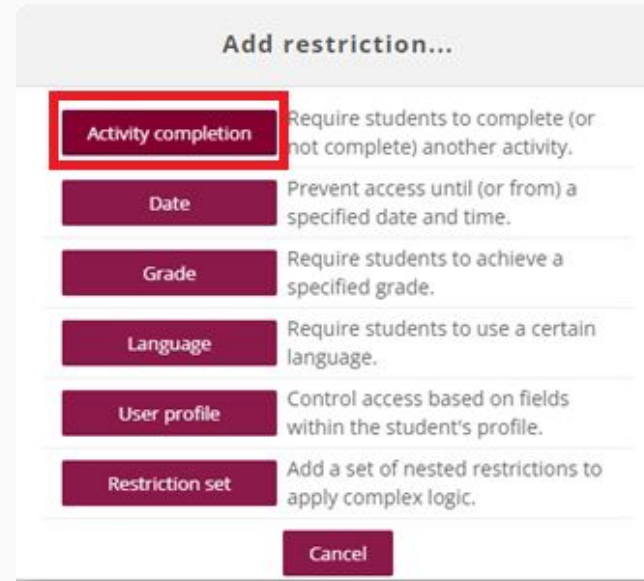 Add restriction...
Activity completion
Require students to complete (or
not complete) another activity.
Date
Prevent access until (or from) a
specified date and time.
Grade
Require students to achieve a
specified grade.
Language
Require students to use a certain
language.
User profile
Control access based on fields
within the student's profile.
Restriction set
Add a set of nested restrictions to
apply complex logic.
Cancel